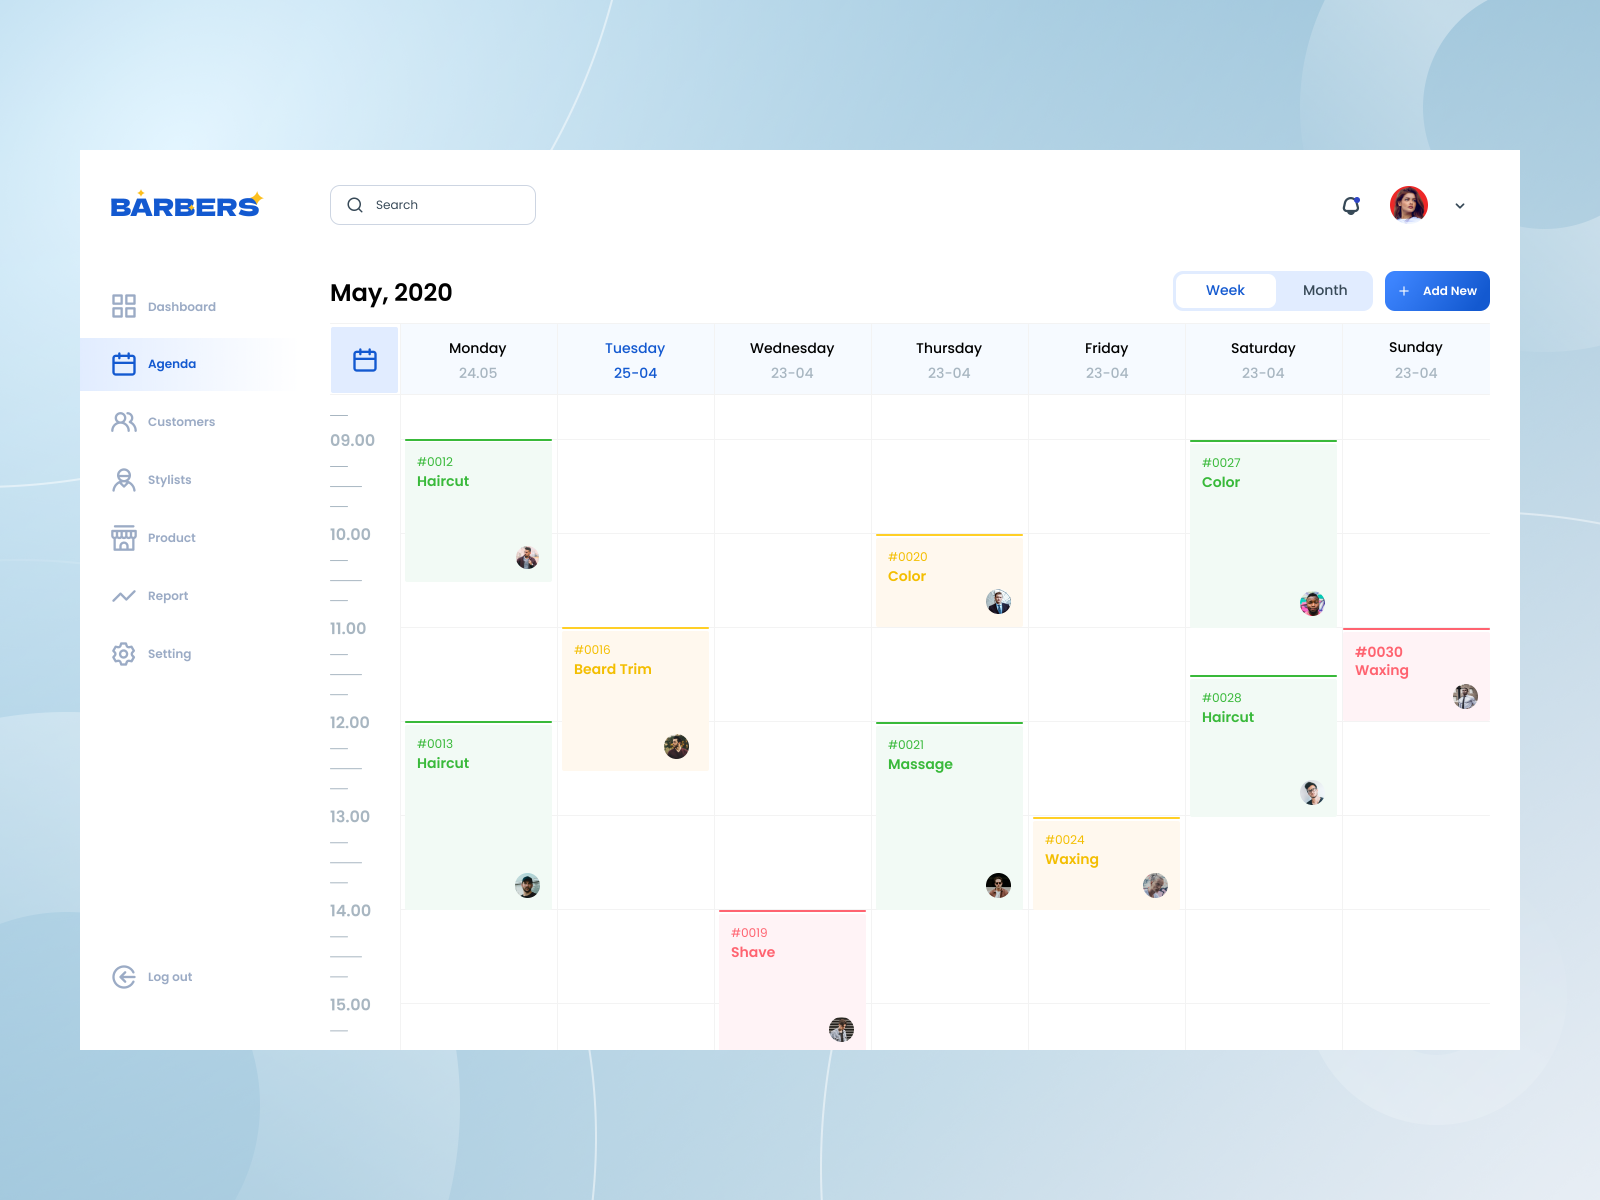 BARBERS
Search
Dashboard
Agenda
Customers
Stylists
Product
Report
Setting
Log out
May, 2020
Week
Month
+ Add New
Monday
24.05
Tuesday
25-04
Wednesday
23-04
Thursday
23-04
Friday
23-04
Saturday
23-04
Sunday
23-04
09.00
10.00
11.00
12.00
13.00
14.00
15.00
#0012
Haircut
#0013
Haircut
#0016
Beard Trim
#0019
Shave
#0020
Color
#0021
Massage
#0024
Waxing
#0027
Color
#0028
Haircut
#0030
Waxing